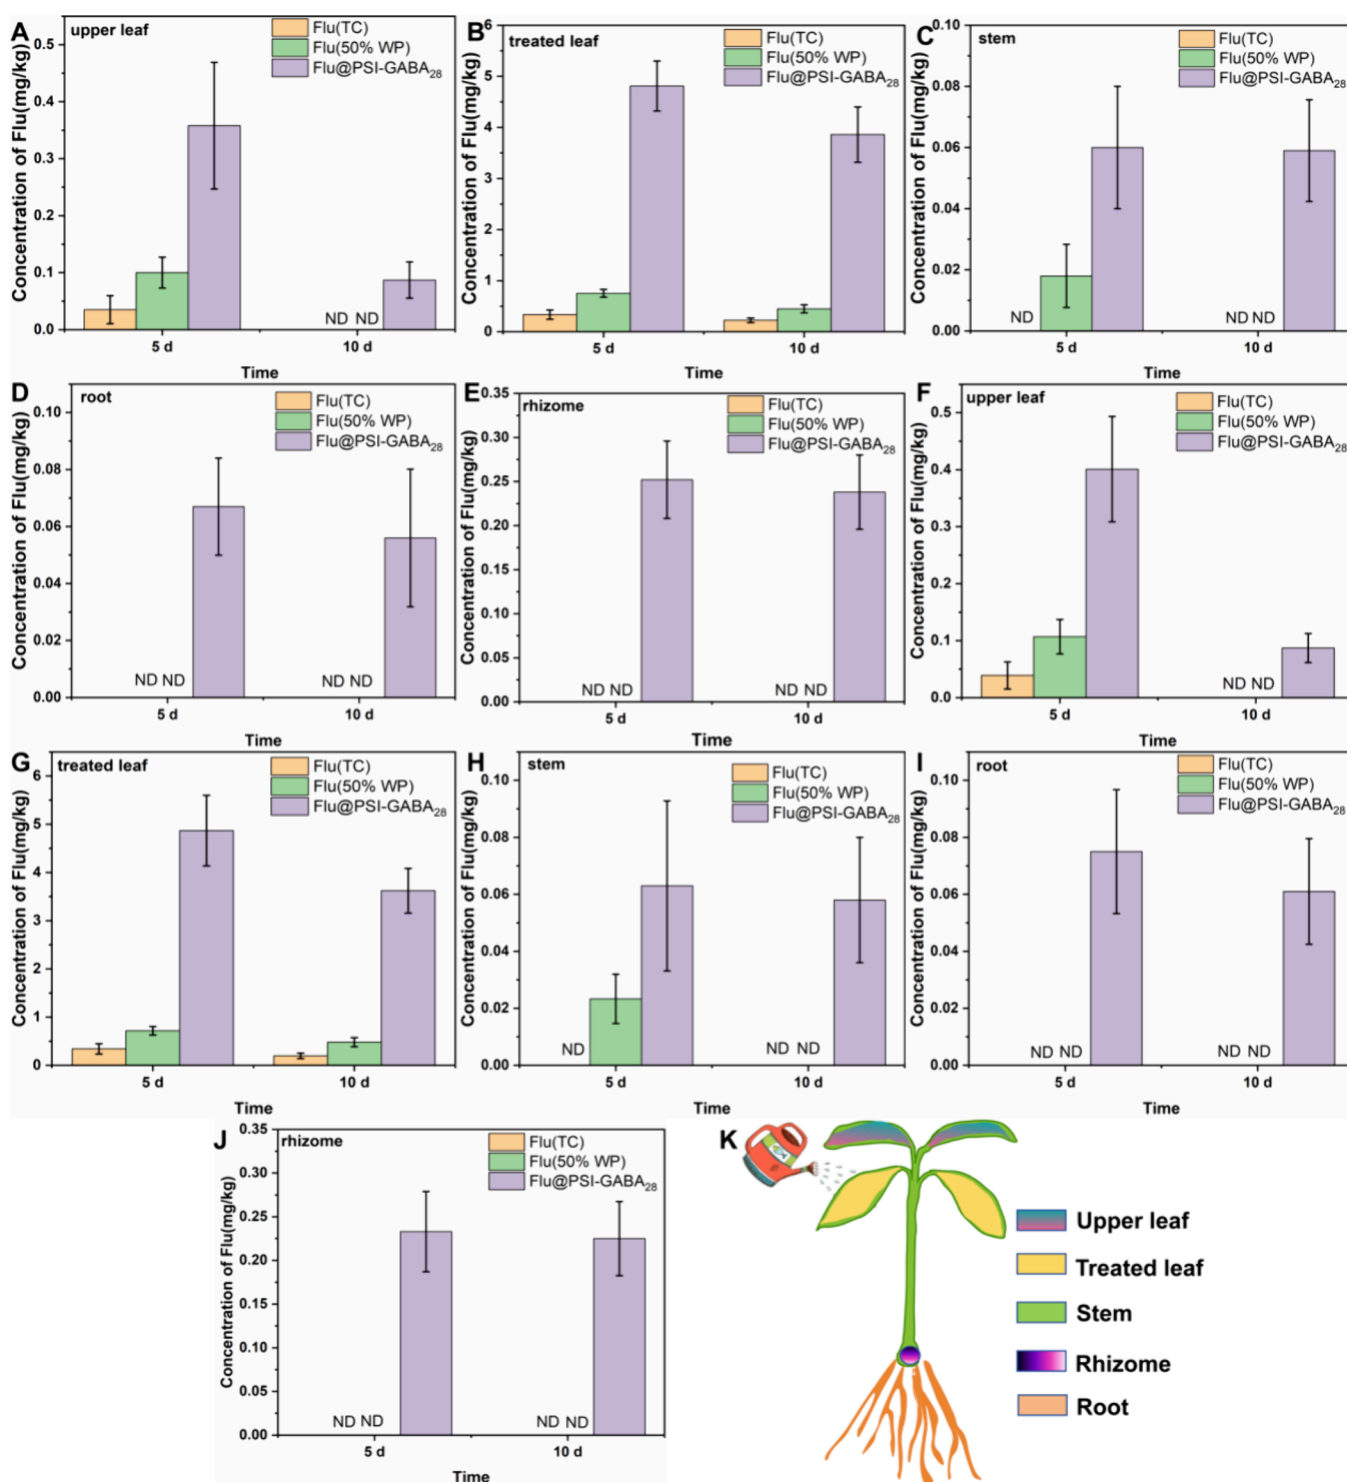 A
upper leaf
Flu(TC)
Flu(50% WP)
Flu@PSI-GABA28
Concentration of Flu(mg/kg)
0.5
0.4
0.3
0.2
0.1
0.0
ND ND
5 d
10 d
Time
B
treated leaf
Flu(TC)
Flu(50% WP)
Flu@PSI-GABA28
Concentration of Flu(mg/kg)
6
5
4
3
2
1
0
5 d
10 d
Time
C
stem
Flu(TC)
Flu(50% WP)
Flu@PSI-GABA28
Concentration of Flu(mg/kg)
0.10
0.08
0.06
0.04
0.02
0.00
ND
ND ND
5 d
10 d
Time
D
root
Flu(TC)
Flu(50% WP)
Flu@PSI-GABA28
Concentration of Flu(mg/kg)
0.10
0.08
0.06
0.04
0.02
0.00
ND ND
ND ND
5 d
10 d
Time
E
rhizome
Flu(TC)
Flu(50% WP)
Flu@PSI-GABA28
Concentration of Flu(mg/kg)
0.35
0.30
0.25
0.20
0.15
0.10
0.05
0.00
ND ND
ND ND
5 d
10 d
Time
F
upper leaf
Flu(TC)
Flu(50% WP)
Flu@PSI-GABA28
Concentration of Flu(mg/kg)
0.5
0.4
0.3
0.2
0.1
0.0
ND ND
5 d
10 d
Time
G
treated leaf
Flu(TC)
Flu(50% WP)
Flu@PSI-GABA28
Concentration of Flu(mg/kg)
6
5
4
3
2
1
0
5 d
10 d
Time
H
stem
Flu(TC)
Flu(50% WP)
Flu@PSI-GABA28
Concentration of Flu(mg/kg)
0.10
0.08
0.06
0.04
0.02
0.00
ND
ND ND
5 d
10 d
Time
I
root
Flu(TC)
Flu(50% WP)
Flu@PSI-GABA28
Concentration of Flu(mg/kg)
0.10
0.08
0.06
0.04
0.02
0.00
ND ND
ND ND
5 d
10 d
Time
J
rhizome
Flu(TC)
Flu(50% WP)
Flu@PSI-GABA28
Concentration of Flu(mg/kg)
0.35
0.30
0.25
0.20
0.15
0.10
0.05
0.00
ND ND
ND ND
5 d
10 d
Time
K
Upper leaf
Treated leaf
Stem
Rhizome
Root